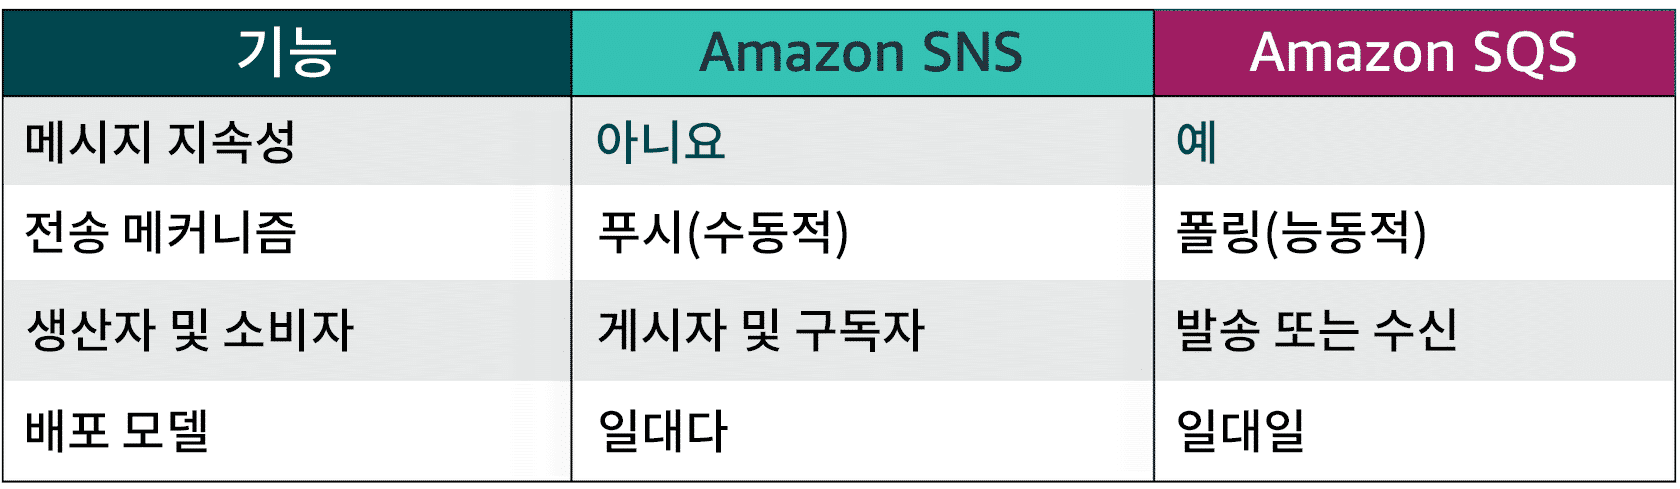 기능 Amazon SNS Amazon SQS
메시지 지속성 아니요 예
전송 메커니즘 푸시(수동적)폴링(능동적)
생산자 및 소비자 게시자 및 구독자 발송 또는 수신
배포 모델 일대다 일대일